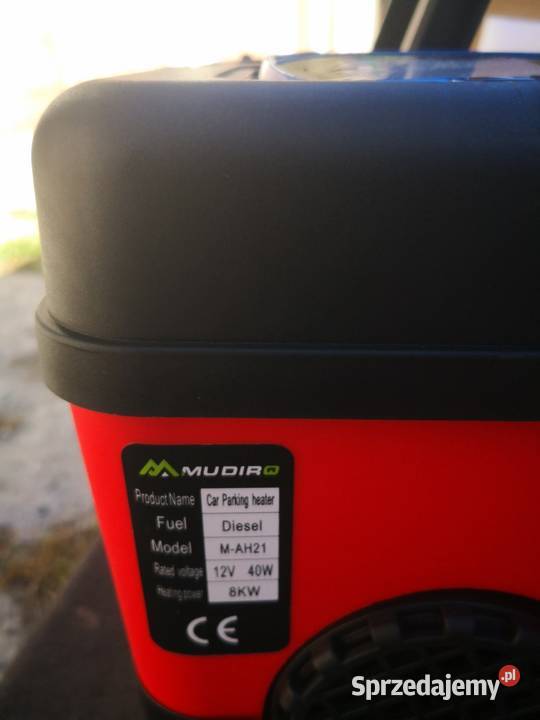 MUDIRQ
Product Name Car Parking heater
Fuel Diesel
Model M-AH21
Rated voltage 12V 40W
Heating power 8KW
CE
Sprzedajemy.pl